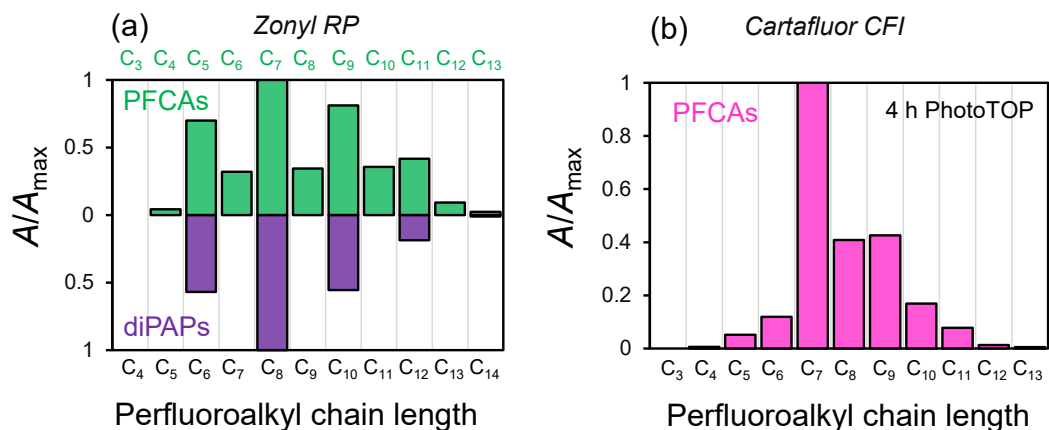 (a) Zonyl RP
C₃ C₄ C₅ C₆ C₇ C₈ C₉ C₁₀ C₁₁ C₁₂ C₁₃
PFCAs
diPAPs
A/Amax
1
0.5
0
0.5
1
C₄ C₅ C₆ C₇ C₈ C₉ C₁₀ C₁₁ C₁₂ C₁₃ C₁₄
Perfluoroalkyl chain length
(b) Cartafluor CFI
PFCAs
4 h PhotoTOP
A/Amax
1
0.8
0.6
0.4
0.2
0
C₃ C₄ C₅ C₆ C₇ C₈ C₉ C₁₀ C₁₁ C₁₂ C₁₃
Perfluoroalkyl chain length